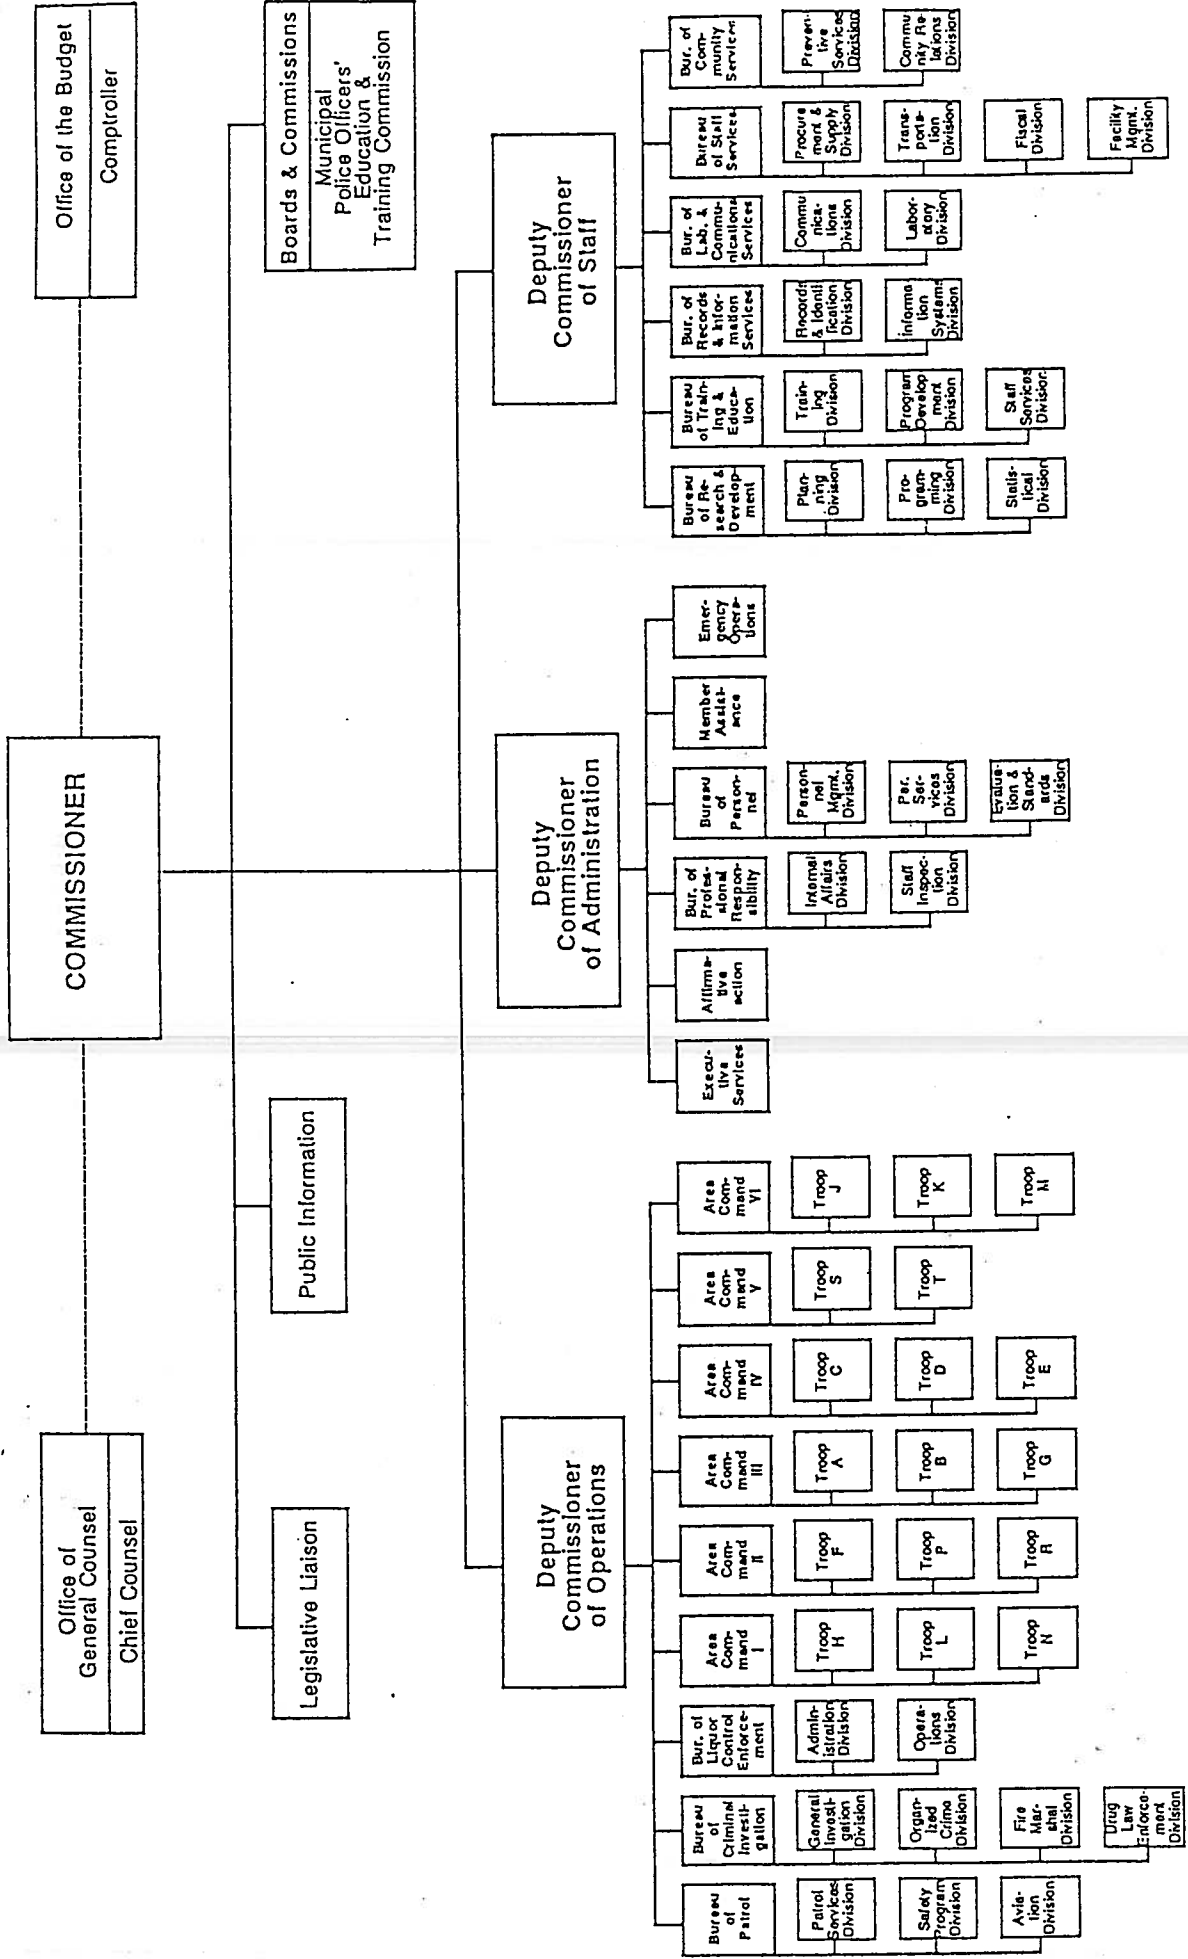 COMMISSIONER
Office of
General Counsel
Chief Counsel
Office of the Budget
Comptroller
Legislative Liaison
Public Information
Boards & Commissions
Municipal
Police Officers'
Education &
Training Commission
Deputy
Commissioner
of Operations
Deputy
Commissioner
of Administration
Deputy
Commissioner
of Staff
Bureau
of
Patrol
Patrol
Services
Division
Safety
Program
Division
Avia-
tion
Division
Bureau
of
Criminal
Investi-
gation
General
Investi-
gation
Division
Organ-
ized
Crime
Division
Fire
Mar-
shal
Division
Drug
Law
Enforce-
ment
Division
Bur. of
Liquor
Control
Enforce-
ment
Admin-
istration
Division
Opera-
tions
Division
Area
Com-
mand
I
Troop
H
Troop
L
Troop
N
Area
Com-
mand
II
Troop
F
Troop
P
Troop
R
Area
Com-
mand
III
Troop
A
Troop
B
Troop
G
Area
Com-
mand
IV
Troop
C
Troop
D
Troop
E
Area
Com-
mand
V
Troop
S
Troop
T
Area
Com-
mand
VI
Troop
J
Troop
K
Troop
M
Execu-
tive
Services
Affirma-
tive
action
Bur. of
Profes-
sional
Respon-
sibility
Internal
Affairs
Division
Staff
Inspec-
tion
Division
Bureau
of
Person-
nel
Person-
nel
Mgmt.
Division
Per.
Ser-
vices
Division
Evalua-
tion &
Stand-
ards
Division
Member
Assist-
ance
Emer-
gency
Opera-
tions
Bureau
of Re-
search &
Develop-
ment
Plan-
ning
Division
Pro-
gram-
ming
Division
Statis-
tical
Division
Bureau
of Train-
ing &
Educa-
tion
Train-
ing
Division
Program
Develop
ment
Division
Staff
Services
Division
Bur. of
Records
& Infor-
mation
Services
Records
& Identi
fication
Division
Informa
tion
Systems
Division
Bur. of
Lab. &
Commu-
nications
Services
Commu
nica-
tions
Division
Labor-
atory
Division
Bureau
of Staff
Services
Procure
ment &
Supply
Division
Trans-
porta-
tion
Division
Fiscal
Division
Facility
Mgmt.
Division
Bur. of
Com-
munity
Services
Preven-
tive
Services
Division
Commu
nity Re-
lations
Division